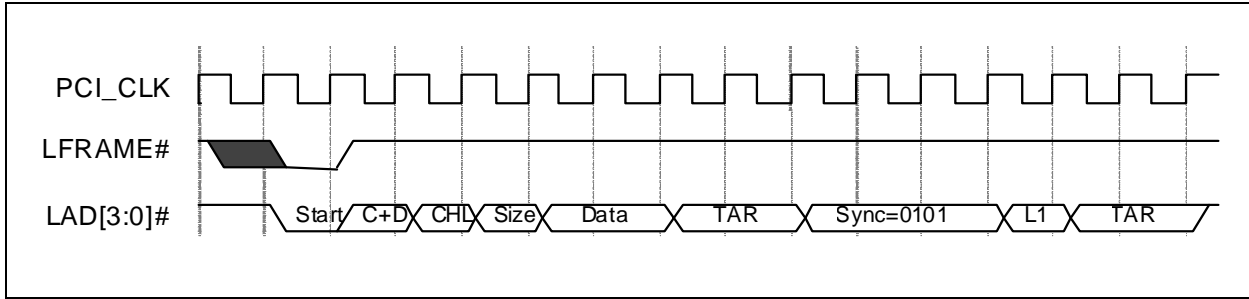 PCI_CLK
LFRAME#
LAD[3:0]# Start C+D CHL Size Data TAR Sync=0101 L1 TAR